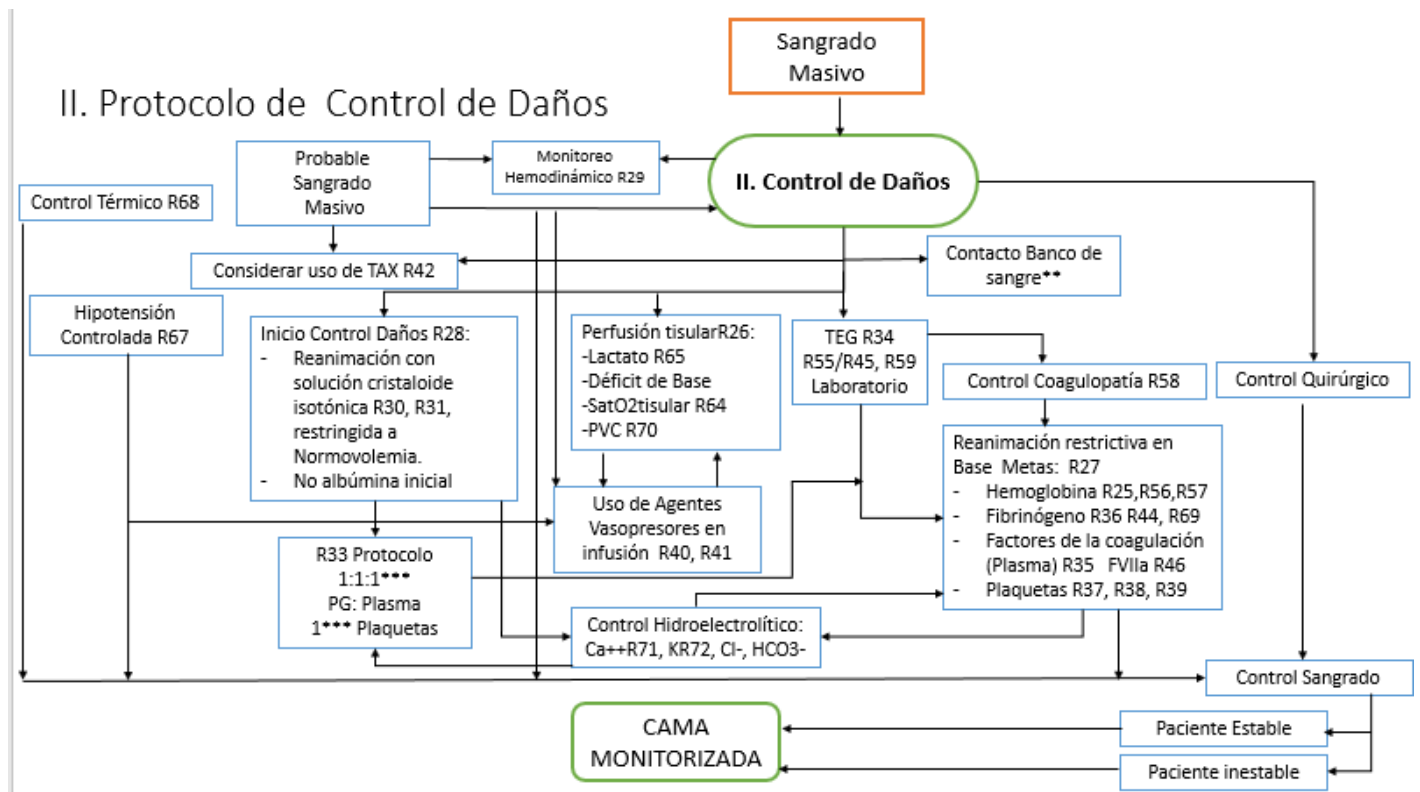 Sangrado
Masivo
II. Protocolo de Control de Daños
Probable
Sangrado
Masivo
Monitoreo
Hemodinámico R29
II. Control de Daños
Control Térmico R68
Considerar uso de TAX R42
Contacto Banco de
sangre**
Hipotensión
Controlada R67
Inicio Control Daños R28:
- Reanimación con
solución cristaloide
isotónica R30, R31,
restringida a
Normovolemia.
- No albúmina inicial
Perfusión tisularR26:
-Lactato R65
-Déficit de Base
-SatO2tisular R64
-PVC R70
TEG R34
R55/R45, R59
Laboratorio
Control Coagulopatía R58
Control Quirúrgico
Reanimación restrictiva en
Base Metas: R27
- Hemoglobina R25,R56,R57
- Fibrinógeno R36 R44, R69
- Factores de la coagulación
(Plasma) R35 FVIIa R46
- Plaquetas R37, R38, R39
Uso de Agentes
Vasopresores en
infusión R40, R41
R33 Protocolo
1:1:1***
PG: Plasma
1*** Plaquetas
Control Hidroelectrolítico:
Ca++R71, KR72, Cl-, HCO3-
Control Sangrado
CAMA
MONITORIZADA
Paciente Estable
Paciente inestable